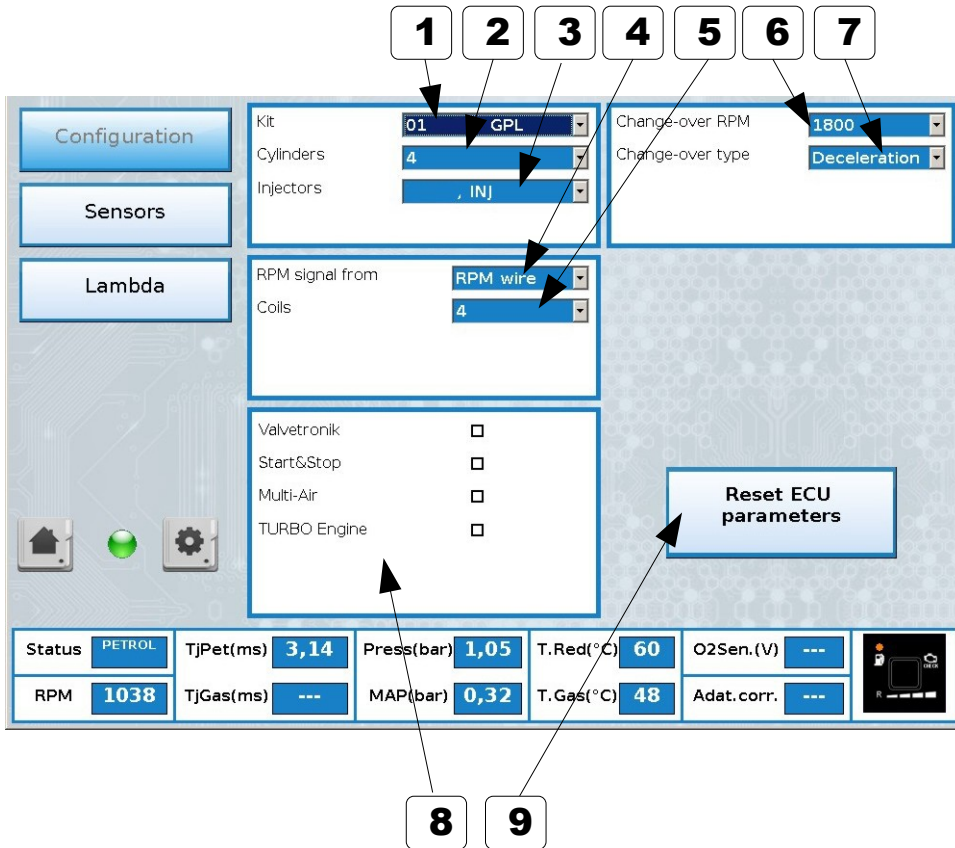 1 2 3 4 5 6 7
Configuration
Sensors
Lambda
Kit 01 GPL
Cylinders 4
Injectors , INJ
Change-over RPM 1800
Change-over type Deceleration
RPM signal from RPM wire
Coils 4
Valvetronik
Start&Stop
Multi-Air
TURBO Engine
Reset ECU
parameters
Status PETROL TjPet(ms) 3,14 Press(bar) 1,05 T.Red(°C) 60 O2Sen.(V) ---
RPM 1038 TjGas(ms) --- MAP(bar) 0,32 T.Gas(°C) 48 Adat.corr. ---
CHECK
R
8 9